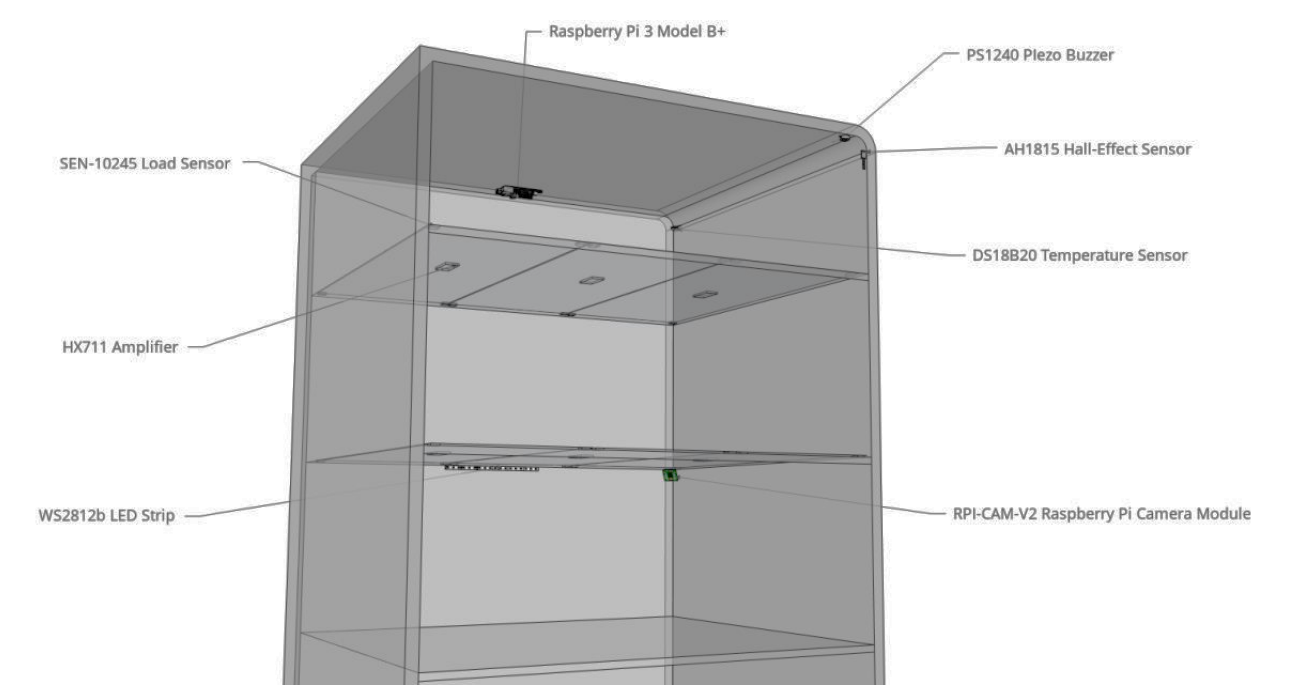 Raspberry Pi 3 Model B+
PS1240 Piezo Buzzer
SEN-10245 Load Sensor
AH1815 Hall-Effect Sensor
DS18B20 Temperature Sensor
HX711 Amplifier
WS2812b LED Strip
RPI-CAM-V2 Raspberry Pi Camera Module